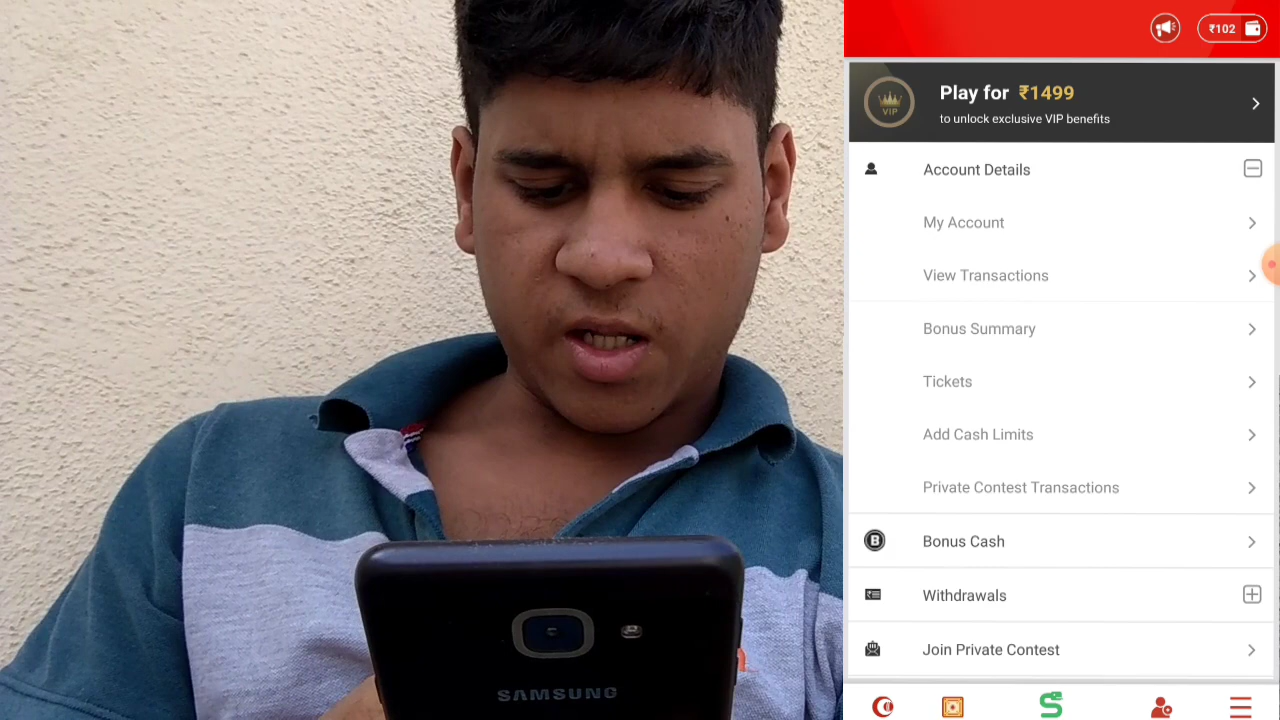 ₹102
VIP
Play for ₹1499
to unlock exclusive VIP benefits
Account Details
My Account
View Transactions
Bonus Summary
Tickets
Add Cash Limits
Private Contest Transactions
B
Bonus Cash
Withdrawals
Join Private Contest
SAMSUNG